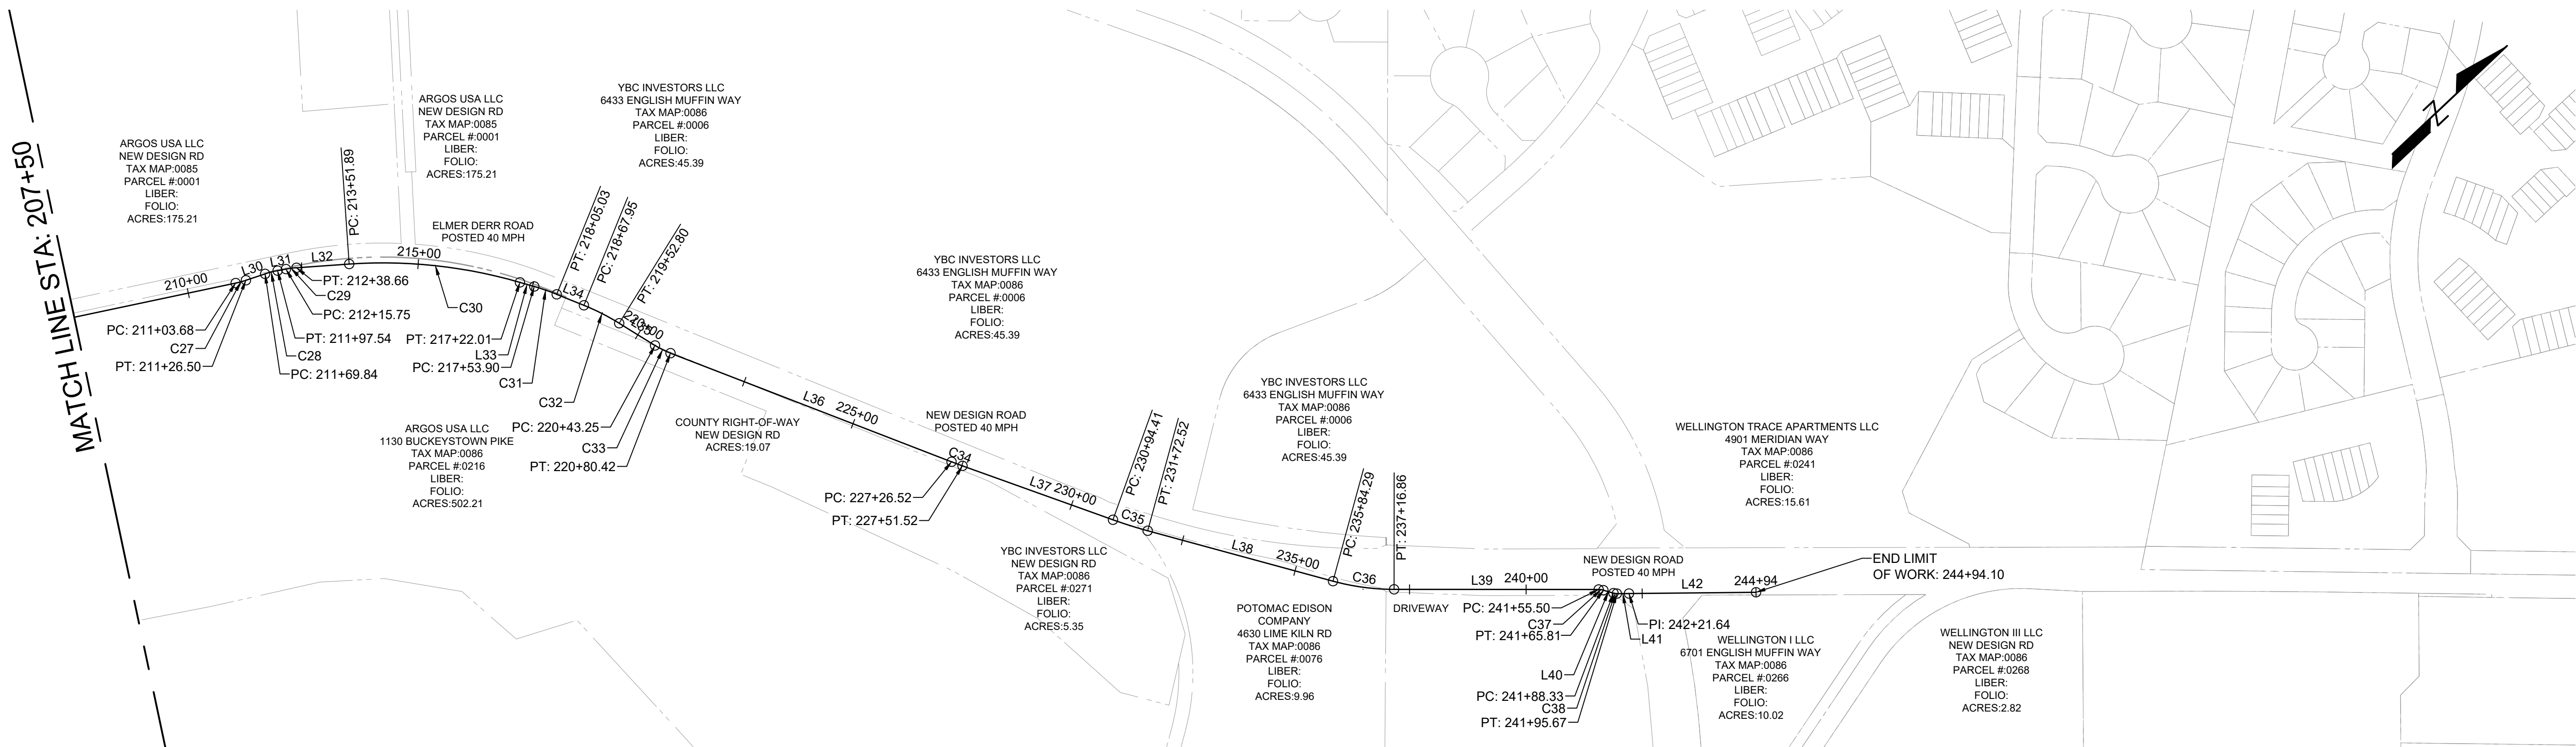 MATCH LINE STA: 207+50
ARGOS USA LLC
NEW DESIGN RD
TAX MAP:0085
PARCEL #:0001
LIBER:
FOLIO:
ACRES:175.21
210+00
L30
L31
L32
PC: 213+51.89
PC: 211+03.68
C27
PT: 211+26.50
PT: 212+38.66
C29
PC: 212+15.75
PT: 211+97.54
C28
PC: 211+69.84
ARGOS USA LLC
NEW DESIGN RD
TAX MAP:0085
PARCEL #:0001
LIBER:
FOLIO:
ACRES:175.21
ELMER DERR ROAD
POSTED 40 MPH
215+00
C30
PT: 217+22.01
L33
PC: 217+53.90
C31
C32
YBC INVESTORS LLC
6433 ENGLISH MUFFIN WAY
TAX MAP:0086
PARCEL #:0006
LIBER:
FOLIO:
ACRES:45.39
PT: 218+05.03
PC: 218+67.95
PT: 219+52.80
L34
L35
220+00
ARGOS USA LLC
1130 BUCKEYSTOWN PIKE
TAX MAP:0086
PARCEL #:0216
LIBER:
FOLIO:
ACRES:502.21
PC: 220+43.25
C33
PT: 220+80.42
COUNTY RIGHT-OF-WAY
NEW DESIGN RD
ACRES:19.07
L36
225+00
YBC INVESTORS LLC
6433 ENGLISH MUFFIN WAY
TAX MAP:0086
PARCEL #:0006
LIBER:
FOLIO:
ACRES:45.39
NEW DESIGN ROAD
POSTED 40 MPH
C34
PC: 227+26.52
PT: 227+51.52
L37
230+00
PC: 230+94.41
PT: 231+72.52
C35
YBC INVESTORS LLC
NEW DESIGN RD
TAX MAP:0086
PARCEL #:0271
LIBER:
FOLIO:
ACRES:5.35
L38
235+00
YBC INVESTORS LLC
6433 ENGLISH MUFFIN WAY
TAX MAP:0086
PARCEL #:0006
LIBER:
FOLIO:
ACRES:45.39
PC: 235+84.29
PT: 237+16.86
C36
POTOMAC EDISON
COMPANY
4630 LIME KILN RD
TAX MAP:0086
PARCEL #:0076
LIBER:
FOLIO:
ACRES:9.96
DRIVEWAY
L39
240+00
NEW DESIGN ROAD
POSTED 40 MPH
PC: 241+55.50
C37
PT: 241+65.81
L40
PC: 241+88.33
C38
PT: 241+95.67
PI: 242+21.64
L41
L42
244+94
WELLINGTON TRACE APARTMENTS LLC
4901 MERIDIAN WAY
TAX MAP:0086
PARCEL #:0241
LIBER:
FOLIO:
ACRES:15.61
END LIMIT
OF WORK: 244+94.10
WELLINGTON I LLC
6701 ENGLISH MUFFIN WAY
TAX MAP:0086
PARCEL #:0266
LIBER:
FOLIO:
ACRES:10.02
WELLINGTON III LLC
NEW DESIGN RD
TAX MAP:0086
PARCEL #:0268
LIBER:
FOLIO:
ACRES:2.82
N